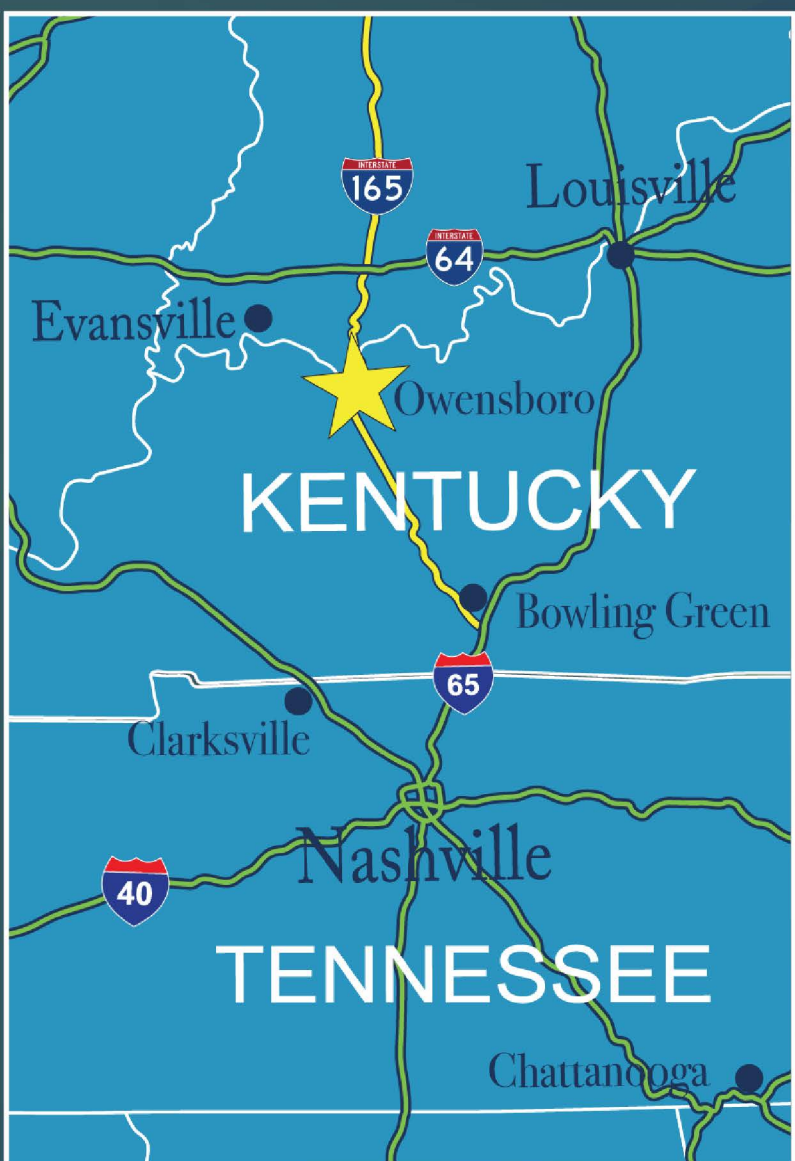 INTERSTATE
165
Louisville
INTERSTATE
64
Evansville
Owensboro
KENTUCKY
Bowling Green
65
Clarksville
Nashville
40
TENNESSEE
Chattanooga